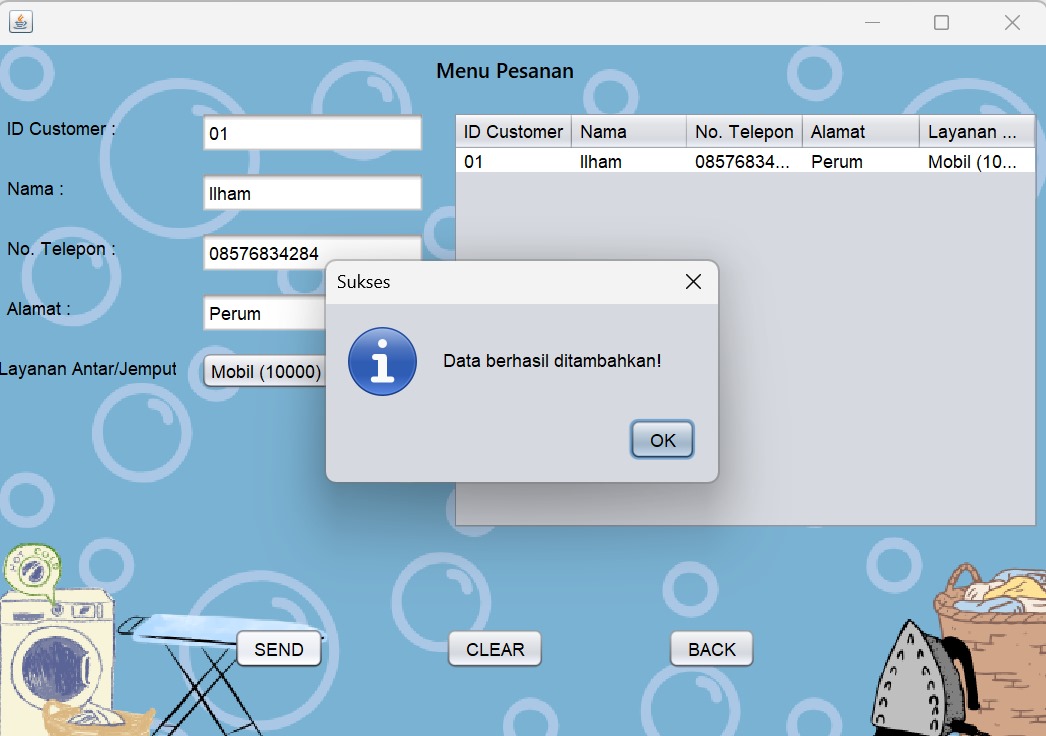 Menu Pesanan
ID Customer :
01
Nama :
Ilham
No. Telepon :
08576834284
Alamat :
Perum
Layanan Antar/Jemput
Mobil (10000)
ID Customer Nama No. Telepon Alamat Layanan ...
01 Ilham 08576834... Perum Mobil (10...
Sukses
Data berhasil ditambahkan!
OK
HOT COLD
SEND CLEAR BACK